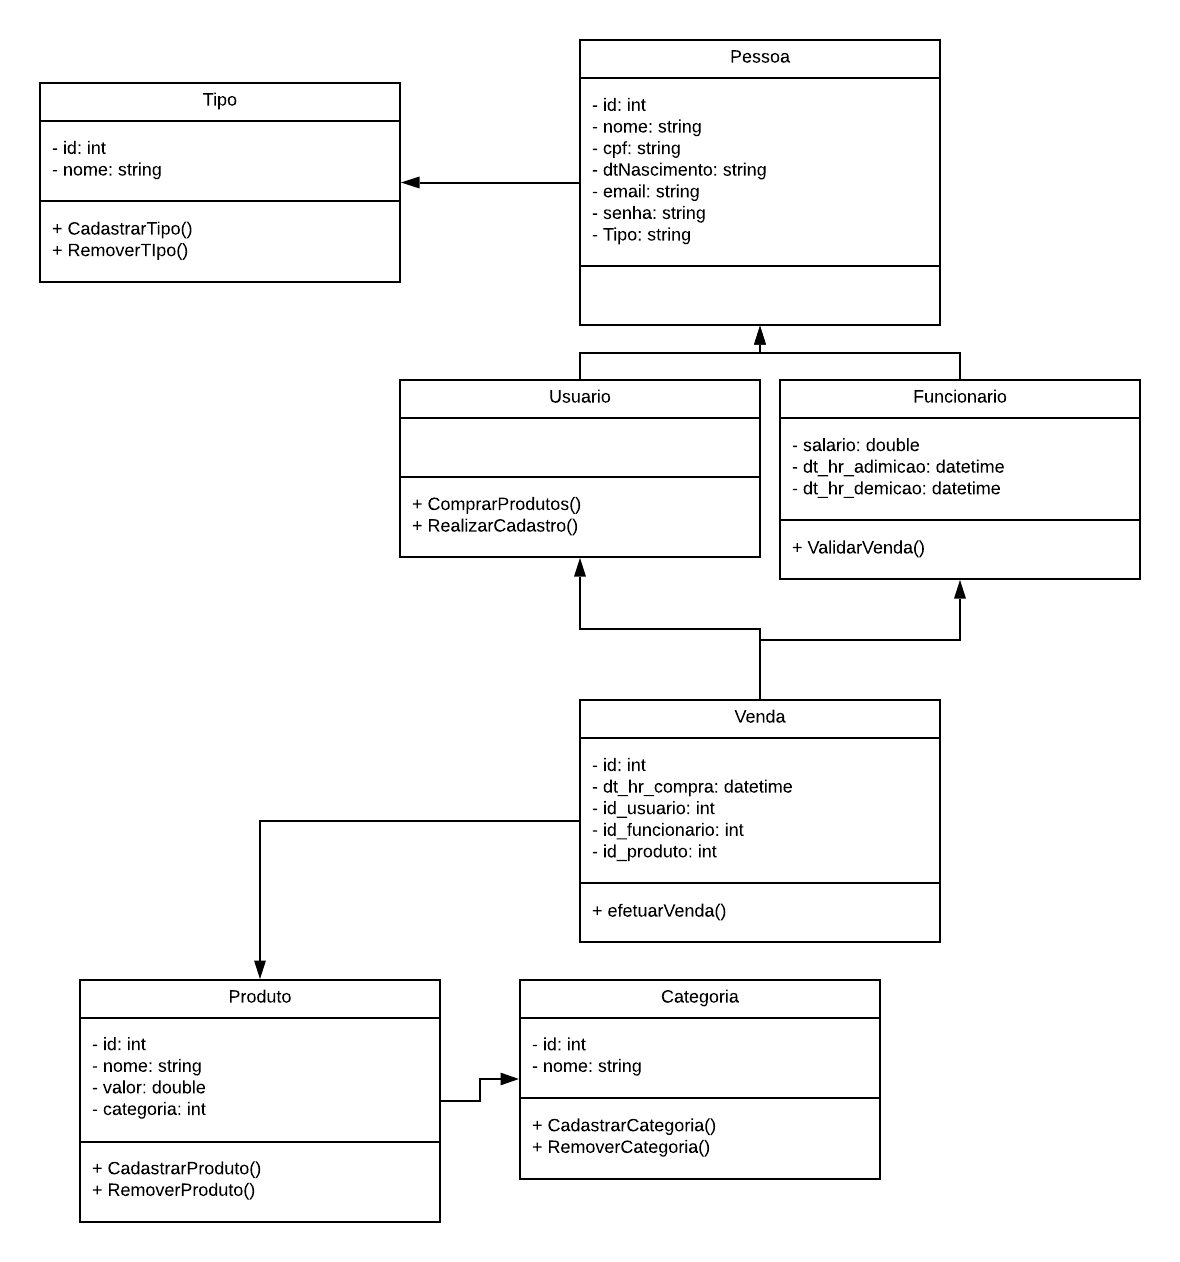 Pessoa
- id: int
- nome: string
- cpf: string
- dtNascimento: string
- email: string
- senha: string
- Tipo: string
Tipo
- id: int
- nome: string
+ CadastrarTipo()
+ RemoverTIpo()
Usuario
+ ComprarProdutos()
+ RealizarCadastro()
Funcionario
- salario: double
- dt_hr_adimicao: datetime
- dt_hr_demicao: datetime
+ ValidarVenda()
Venda
- id: int
- dt_hr_compra: datetime
- id_usuario: int
- id_funcionario: int
- id_produto: int
+ efetuarVenda()
Produto
- id: int
- nome: string
- valor: double
- categoria: int
+ CadastrarProduto()
+ RemoverProduto()
Categoria
- id: int
- nome: string
+ CadastrarCategoria()
+ RemoverCategoria()